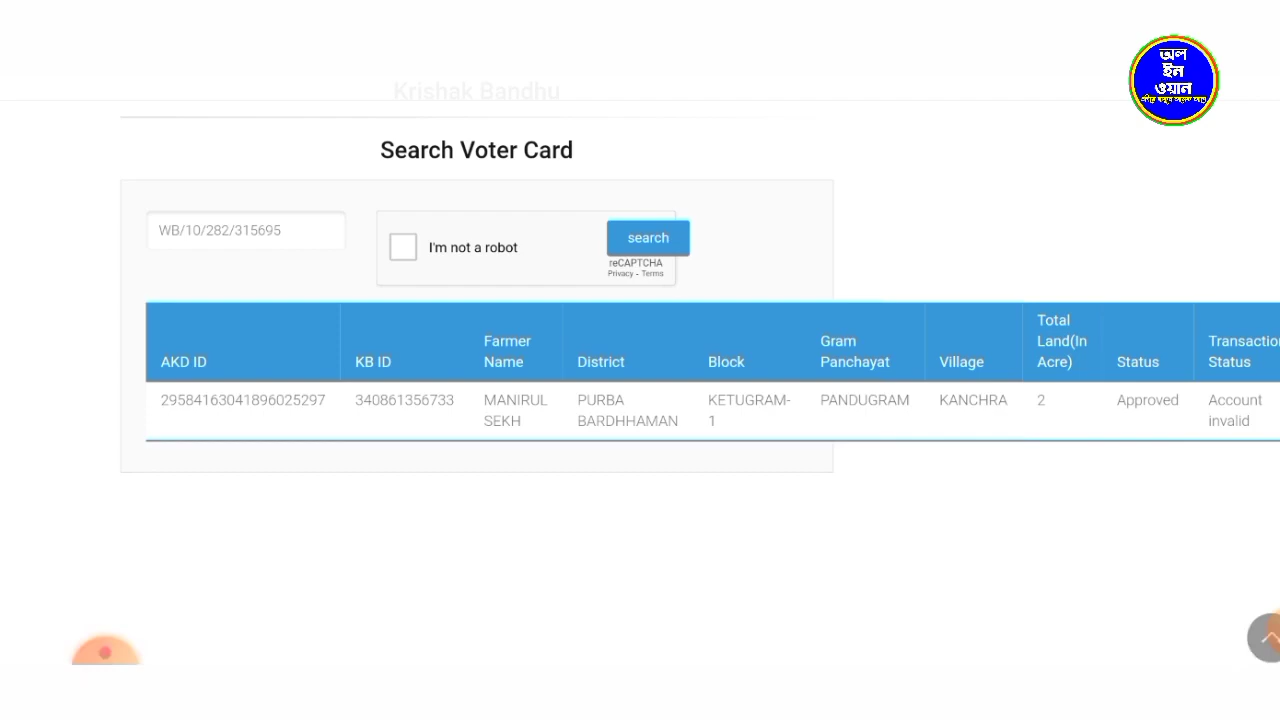 অল
ইন
ওয়ান
Krishak Bandhu
Search Voter Card
WB/10/282/315695
I'm not a robot
search
reCAPTCHA
Privacy - Terms
AKD ID KB ID Farmer Name District Block Gram Panchayat Village Total Land(In Acre) Status Transaction Status
29584163041896025297 340861356733 MANIRUL SEKH PURBA BARDHHAMAN KETUGRAM-1 PANDUGRAM KANCHRA 2 Approved Account invalid